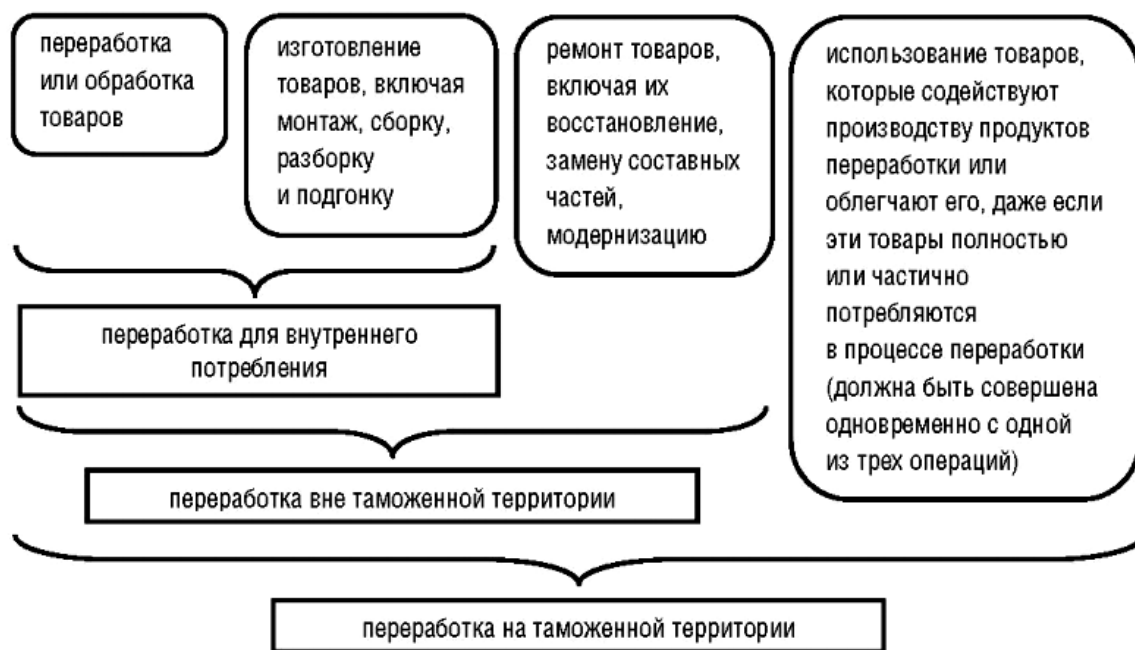 переработка
или обработка
товаров
изготовление
товаров, включая
монтаж, сборку,
разборку
и подгонку
ремонт товаров,
включая их
восстановление,
замену составных
частей,
модернизацию
использование товаров,
которые содействуют
производству продуктов
переработки или
облегчают его, даже если
эти товары полностью
или частично
потребляются
в процессе переработки
(должна быть совершена
одновременно с одной
из трех операций)
переработка для внутреннего
потребления
переработка вне таможенной территории
переработка на таможенной территории